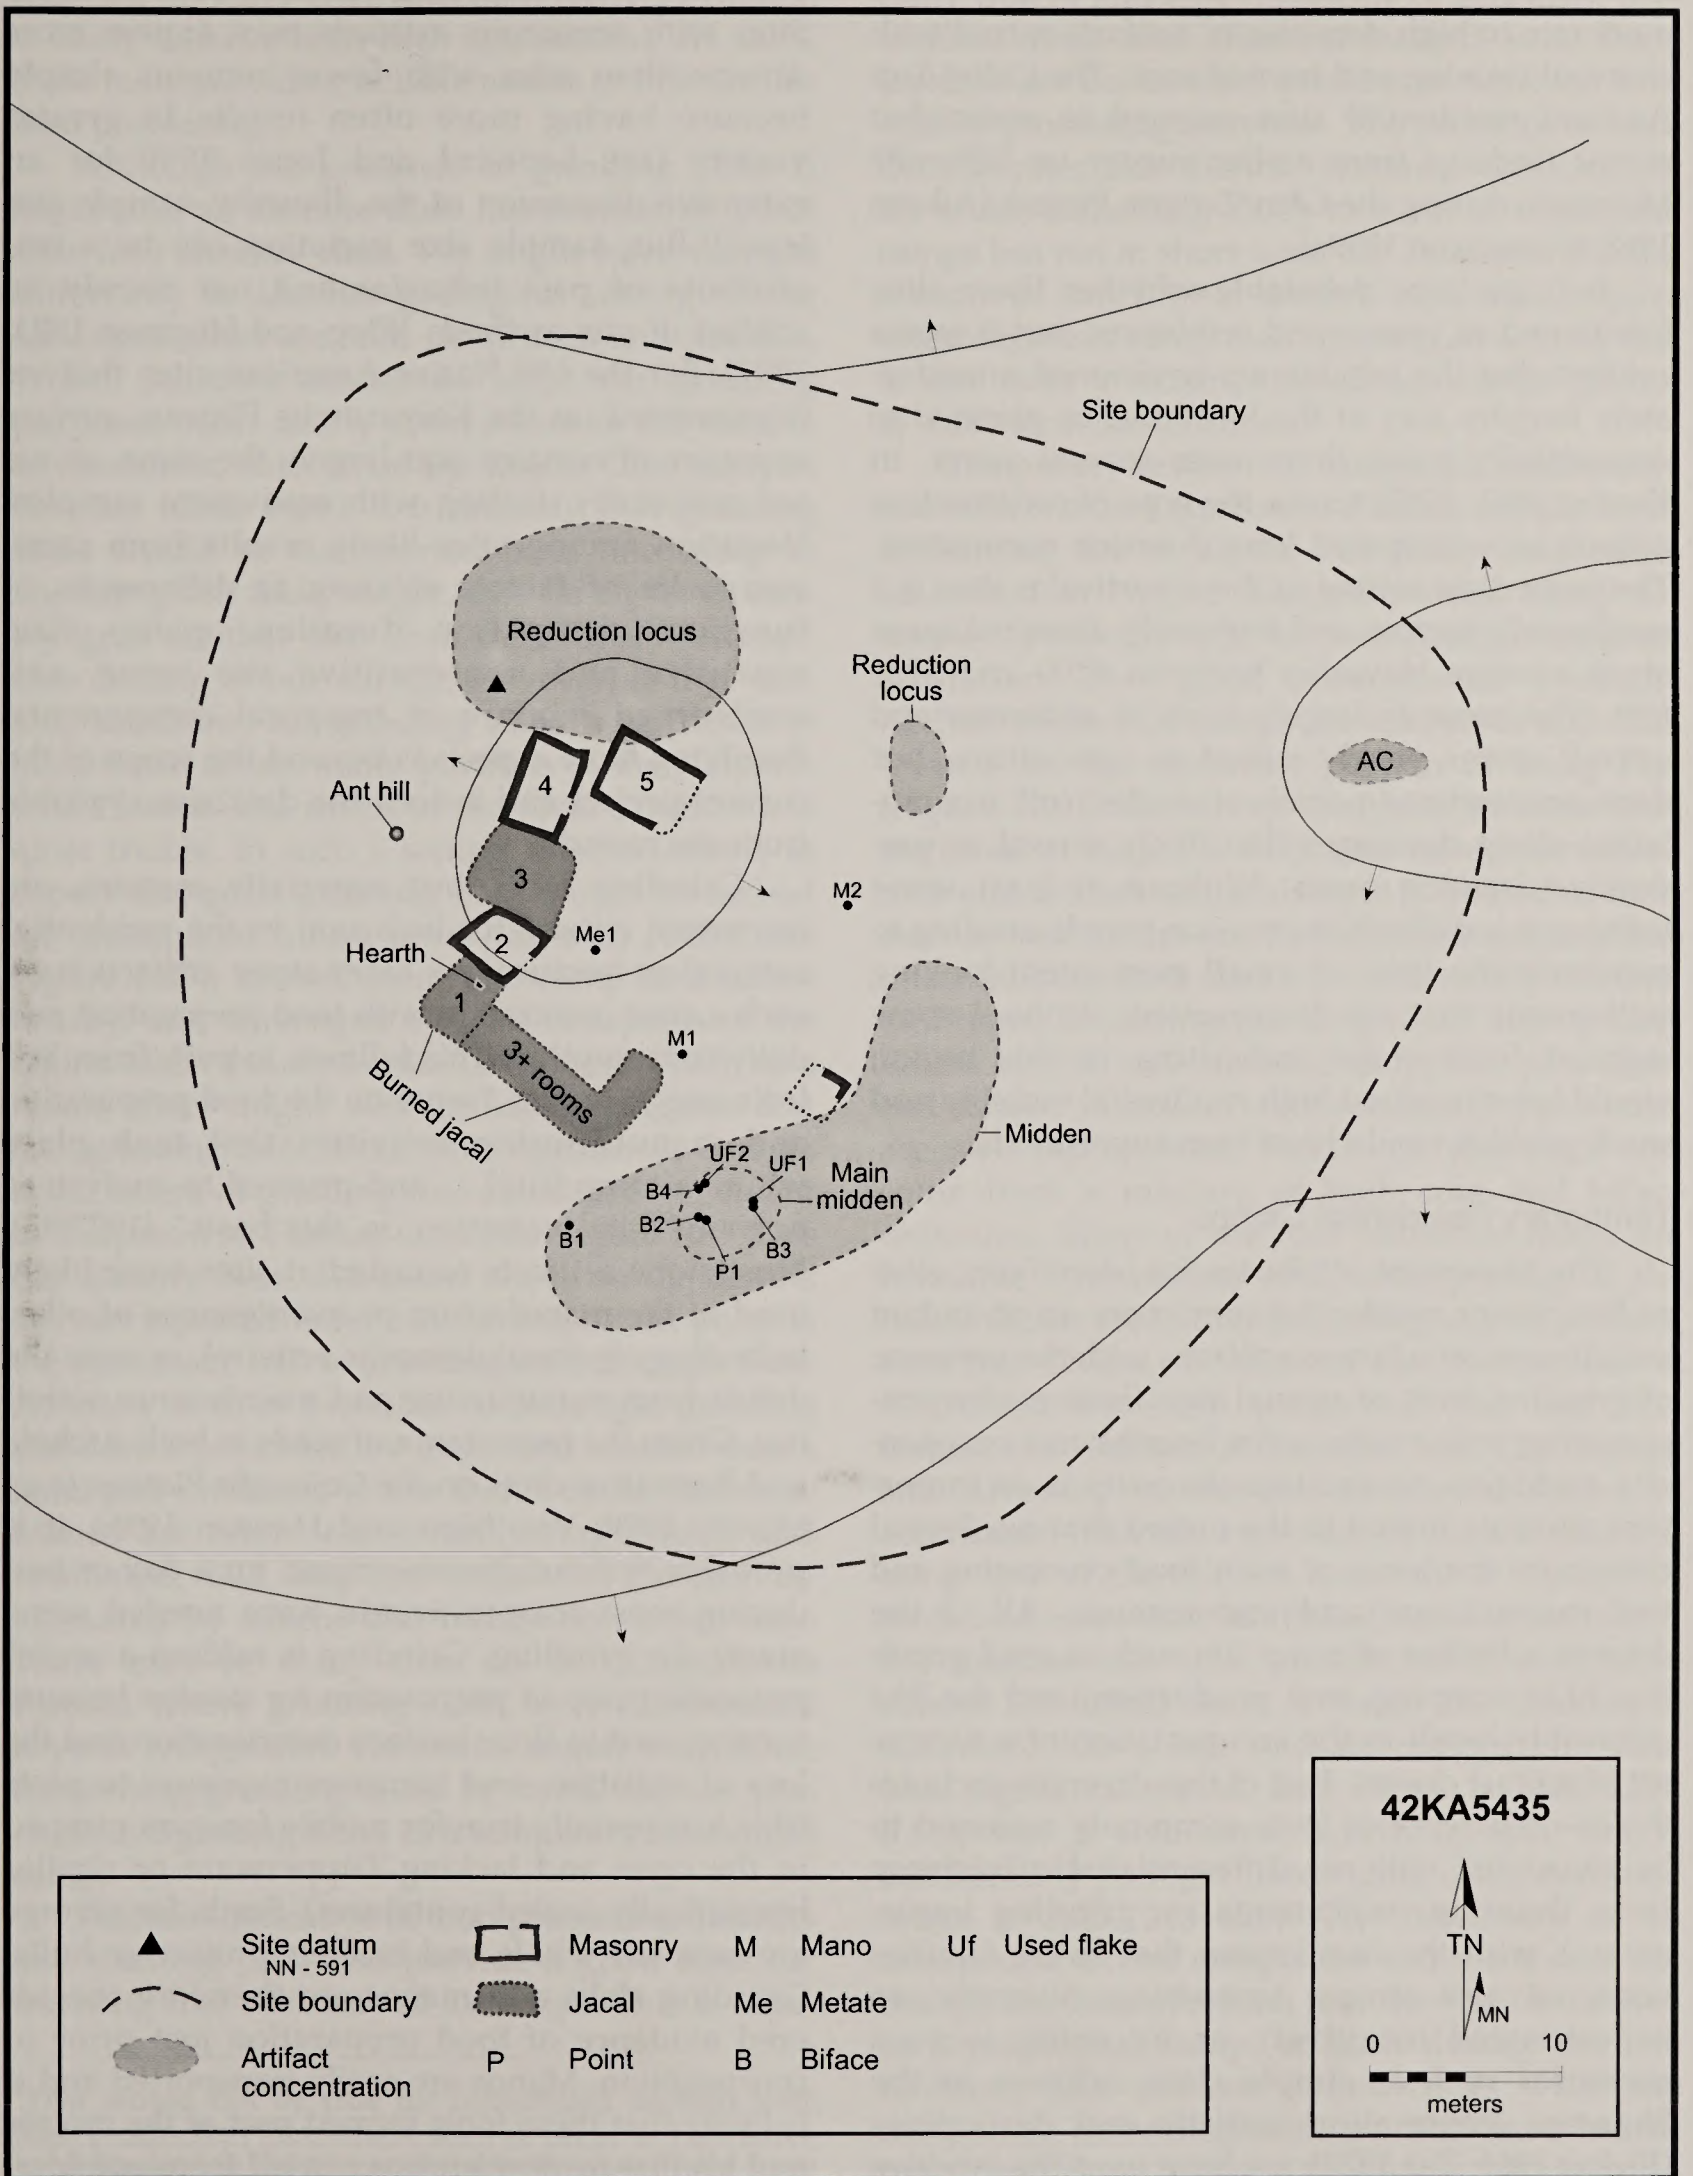 Site boundary
Reduction locus
Reduction
locus
4
5
AC
Ant hill
3
M2
2
Me1
Hearth
1
M1
3+ rooms
Burned jacal
Midden
UF2
UF1
Main
midden
B4
B2
B1
B3
P1
42KA5435
TN
MN
0 10
meters
Site datum
NN - 591
Site boundary
Artifact
concentration
Masonry
Jacal
P Point
M Mano
Me Metate
B Biface
Uf Used flake